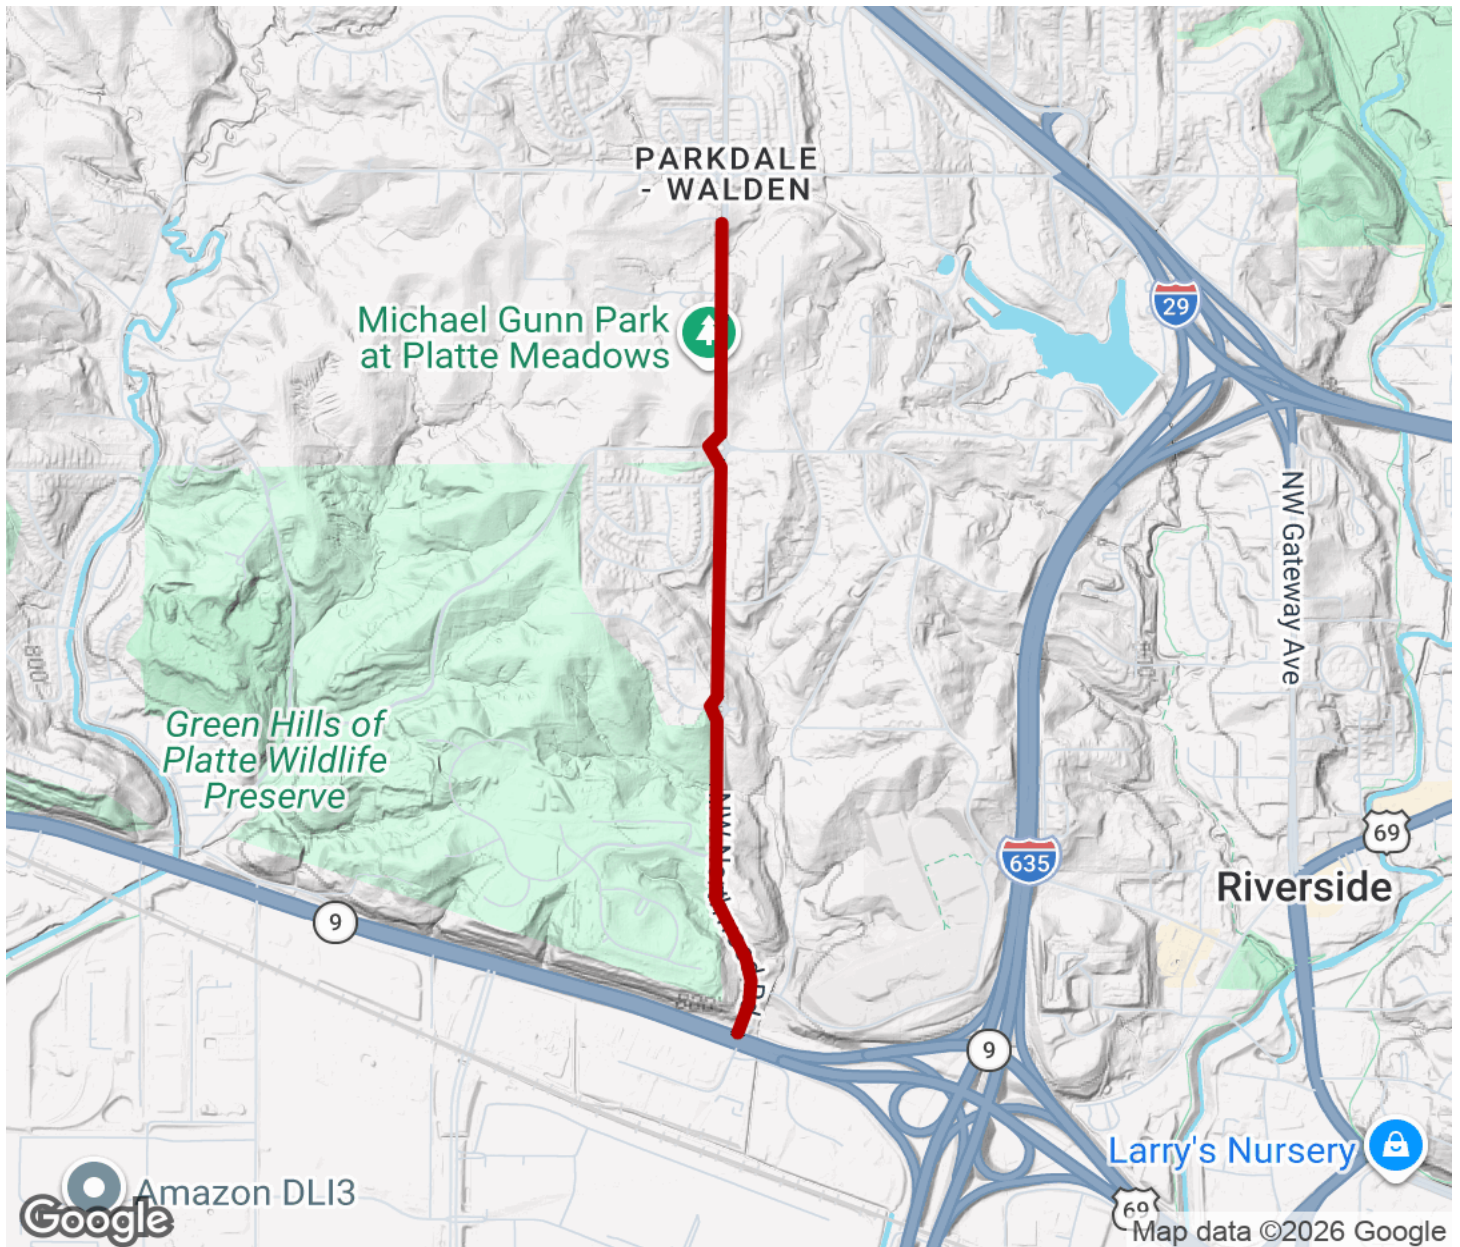 PARKDALE
- WALDEN
29
Michael Gunn Park
at Platte Meadows
NW Gateway Ave
800
Green Hills of
Platte Wildlife
Preserve
69
635
Riverside
9
800
9
Larry's Nursery
Amazon DLI3
69
Google
Map data ©2026 Google